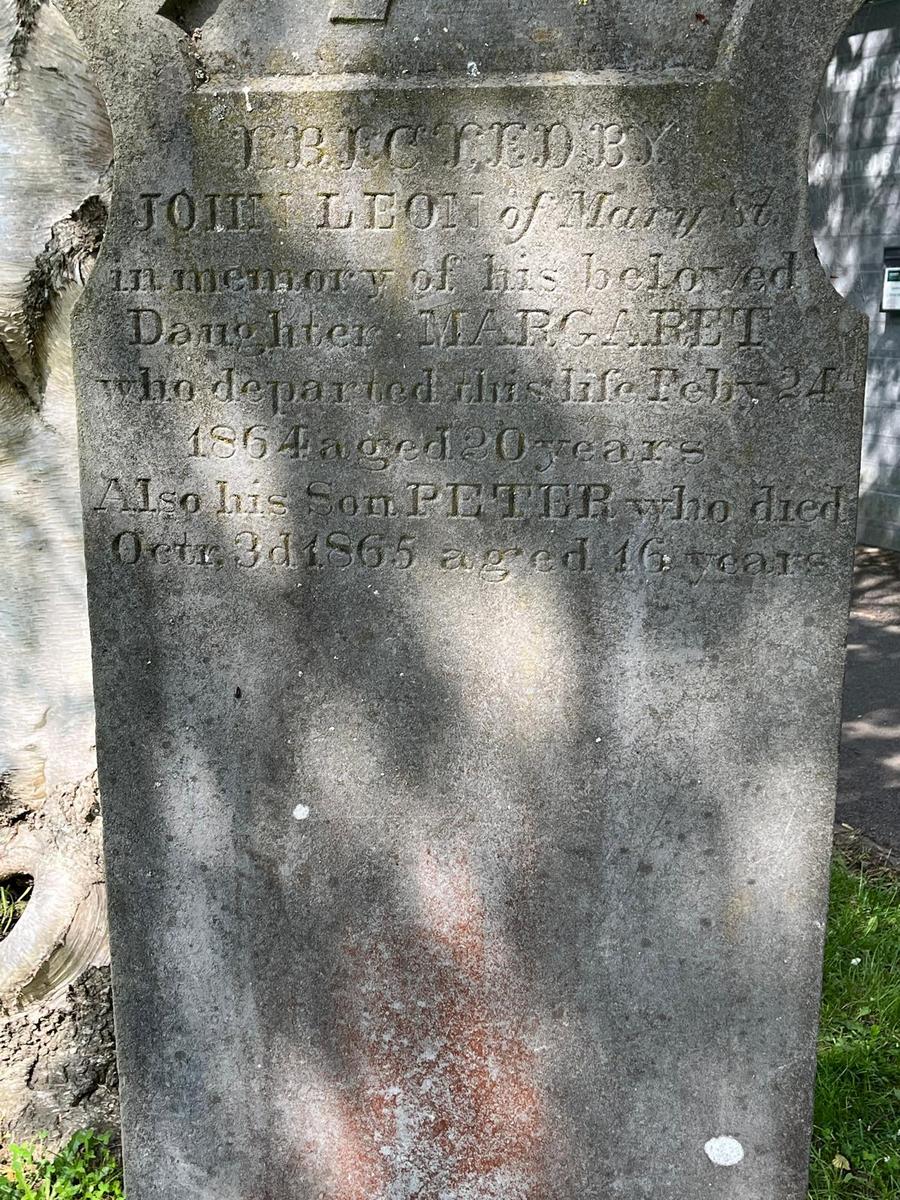 ERECTED BY
JOHN LEON of Mary St
in memory of his beloved
Daughter MARGARET
who departed this life Feby 24th
1864 aged 20 years
Also his Son PETER who died
Octr. 3d 1865 aged 16 years